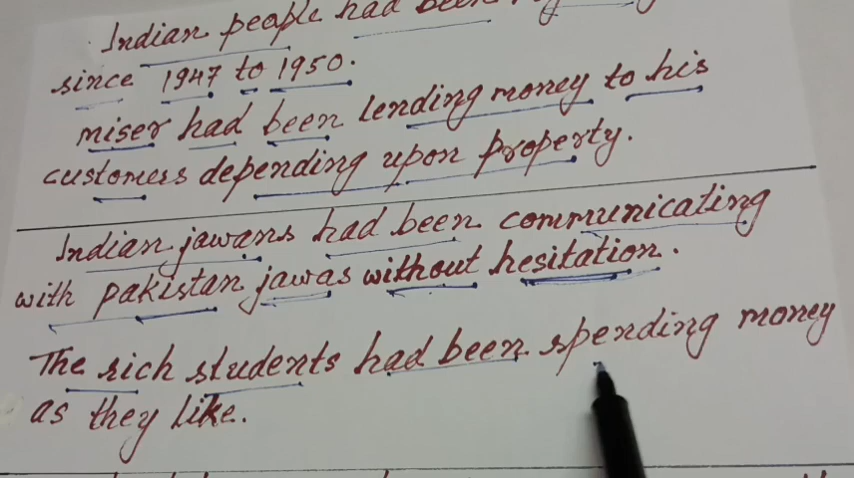 Indian people had been
since 1947 to 1950.
miser had been lending money to his
customers depending upon property.
Indian jawans had been communicating
with pakistan jawas without hesitation.
The rich students had been spending money
as they like.